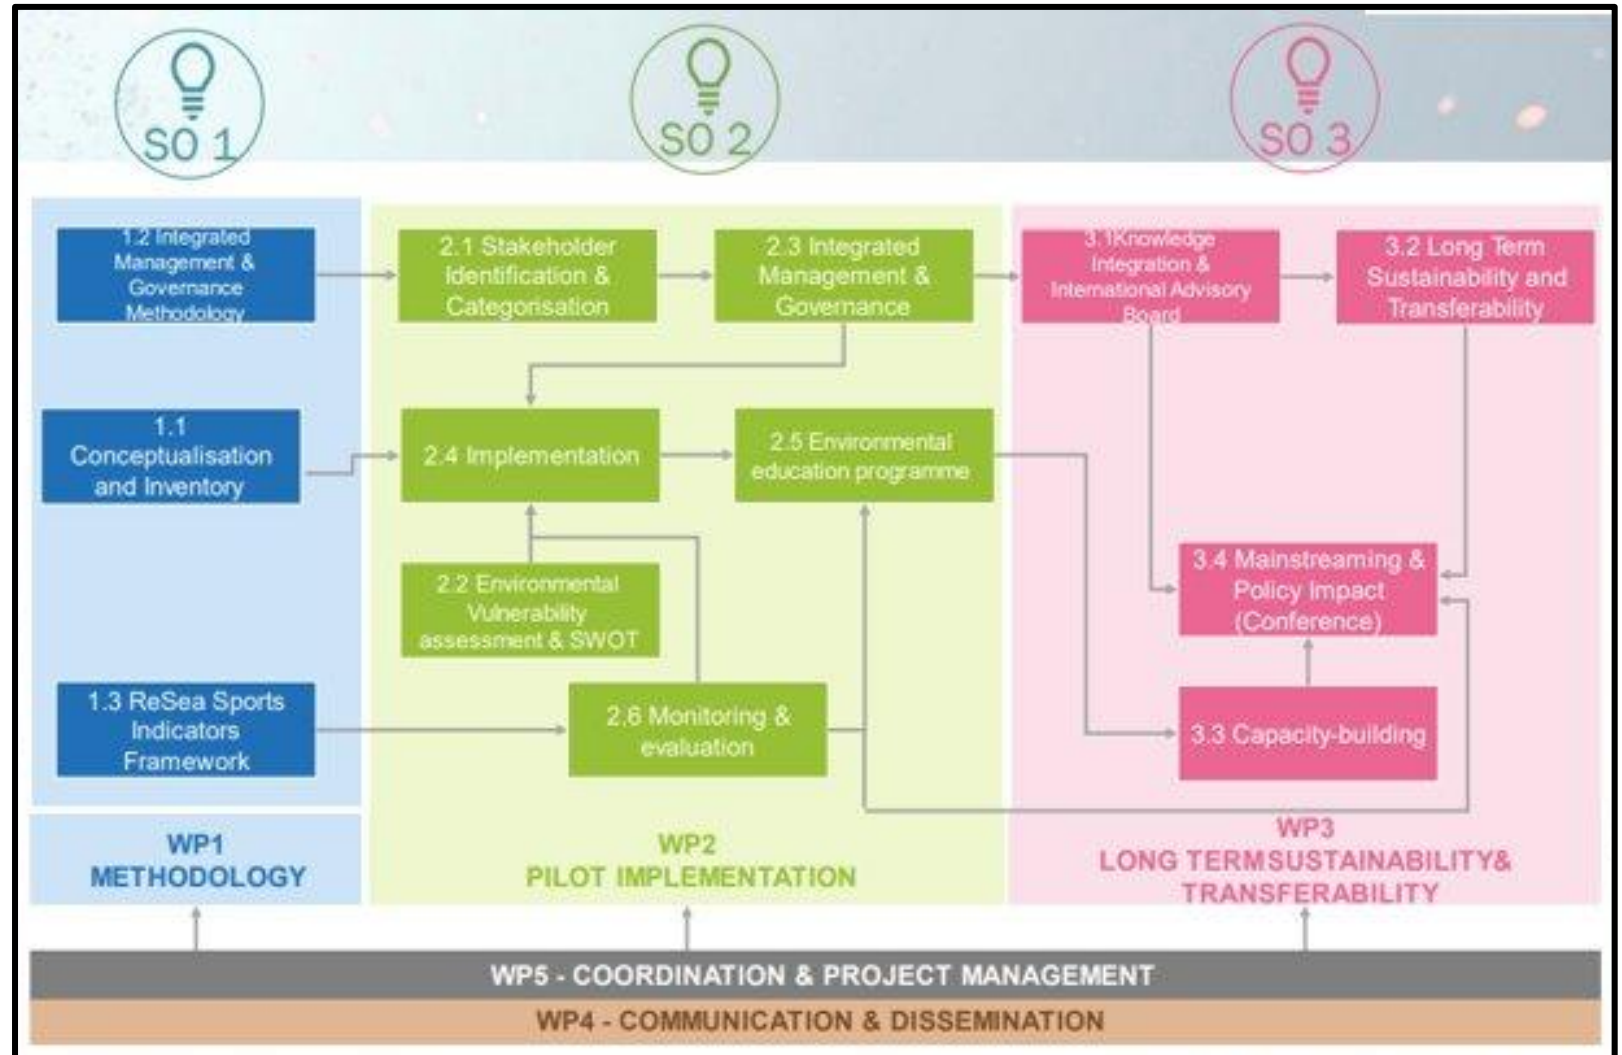 SO 1
SO 2
SO 3
1.2 Integrated
Management &
Governance
Methodology
2.1 Stakeholder
Identification &
Categorisation
2.3 Integrated
Management &
Governance
3.1Knowledge
Integration &
International Advisory
Board
3.2 Long Term
Sustainability and
Transferability
1.1
Conceptualisation
and Inventory
2.4 Implementation
2.5 Environmental
education programme
2.2 Environmental
Vulnerability
assessment & SWOT
3.4 Mainstreaming &
Policy Impact
(Conference)
1.3 ReSea Sports
Indicators
Framework
2.6 Monitoring &
evaluation
3.3 Capacity-building
WP1
METHODOLOGY
WP2
PILOT IMPLEMENTATION
WP3
LONG TERMSUSTAINABILITY&
TRANSFERABILITY
WP5 - COORDINATION & PROJECT MANAGEMENT
WP4 - COMMUNICATION & DISSEMINATION